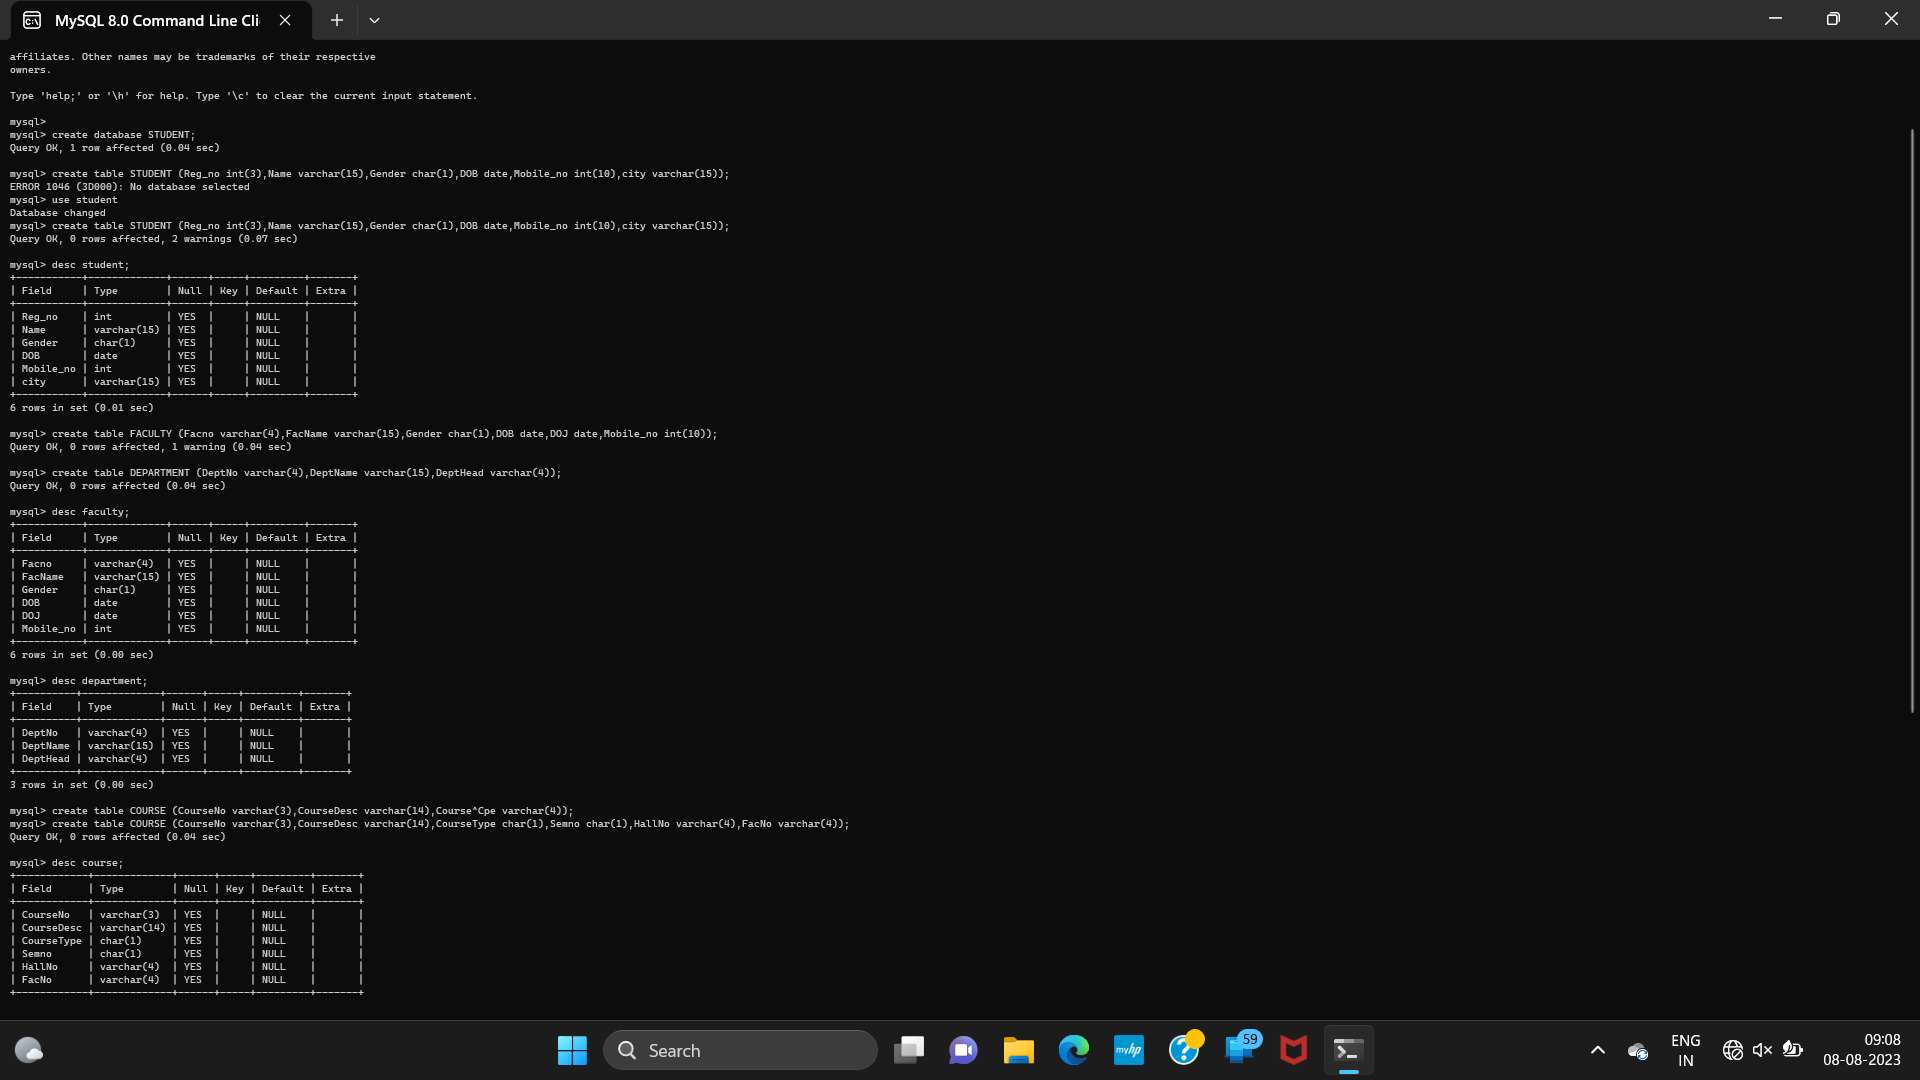 MySQL 8.0 Command Line Cli
affiliates. Other names may be trademarks of their respective
owners.
Type 'help;' or '\h' for help. Type '\c' to clear the current input statement.
mysql>
mysql> create database STUDENT;
Query OK, 1 row affected (0.04 sec)
mysql> create table STUDENT (Reg_no int(3),Name varchar(15),Gender char(1),DOB date,Mobile_no int(10),city varchar(15));
ERROR 1046 (3D000): No database selected
mysql> use student
Database changed
mysql> create table STUDENT (Reg_no int(3),Name varchar(15),Gender char(1),DOB date,Mobile_no int(10),city varchar(15));
Query OK, 0 rows affected, 2 warnings (0.07 sec)
mysql> desc student;
+-----------+-------------+------+-----+---------+-------+
| Field     | Type        | Null | Key | Default | Extra |
+-----------+-------------+------+-----+---------+-------+
| Reg_no    | int         | YES  |     | NULL    |       |
| Name      | varchar(15) | YES  |     | NULL    |       |
| Gender    | char(1)     | YES  |     | NULL    |       |
| DOB       | date        | YES  |     | NULL    |       |
| Mobile_no | int         | YES  |     | NULL    |       |
| city      | varchar(15) | YES  |     | NULL    |       |
+-----------+-------------+------+-----+---------+-------+
6 rows in set (0.01 sec)
mysql> create table FACULTY (Facno varchar(4),FacName varchar(15),Gender char(1),DOB date,DOJ date,Mobile_no int(10));
Query OK, 0 rows affected, 1 warning (0.04 sec)
mysql> create table DEPARTMENT (DeptNo varchar(4),DeptName varchar(15),DeptHead varchar(4));
Query OK, 0 rows affected (0.04 sec)
mysql> desc faculty;
+-----------+-------------+------+-----+---------+-------+
| Field     | Type        | Null | Key | Default | Extra |
+-----------+-------------+------+-----+---------+-------+
| Facno     | varchar(4)  | YES  |     | NULL    |       |
| FacName   | varchar(15) | YES  |     | NULL    |       |
| Gender    | char(1)     | YES  |     | NULL    |       |
| DOB       | date        | YES  |     | NULL    |       |
| DOJ       | date        | YES  |     | NULL    |       |
| Mobile_no | int         | YES  |     | NULL    |       |
+-----------+-------------+------+-----+---------+-------+
6 rows in set (0.00 sec)
mysql> desc department;
+----------+-------------+------+-----+---------+-------+
| Field    | Type        | Null | Key | Default | Extra |
+----------+-------------+------+-----+---------+-------+
| DeptNo   | varchar(4)  | YES  |     | NULL    |       |
| DeptName | varchar(15) | YES  |     | NULL    |       |
| DeptHead | varchar(4)  | YES  |     | NULL    |       |
+----------+-------------+------+-----+---------+-------+
3 rows in set (0.00 sec)
mysql> create table COURSE (CourseNo varchar(3),CourseDesc varchar(14),Course^Cpe varchar(4));
mysql> create table COURSE (CourseNo varchar(3),CourseDesc varchar(14),CourseType char(1),Semno char(1),HallNo varchar(4),FacNo varchar(4));
Query OK, 0 rows affected (0.04 sec)
mysql> desc course;
+------------+-------------+------+-----+---------+-------+
| Field      | Type        | Null | Key | Default | Extra |
+------------+-------------+------+-----+---------+-------+
| CourseNo   | varchar(3)  | YES  |     | NULL    |       |
| CourseDesc | varchar(14) | YES  |     | NULL    |       |
| CourseType | char(1)     | YES  |     | NULL    |       |
| Semno      | char(1)     | YES  |     | NULL    |       |
| HallNo     | varchar(4)  | YES  |     | NULL    |       |
| FacNo      | varchar(4)  | YES  |     | NULL    |       |
+------------+-------------+------+-----+---------+-------+
Search
myhp
59
ENG
IN
09:08
08-08-2023